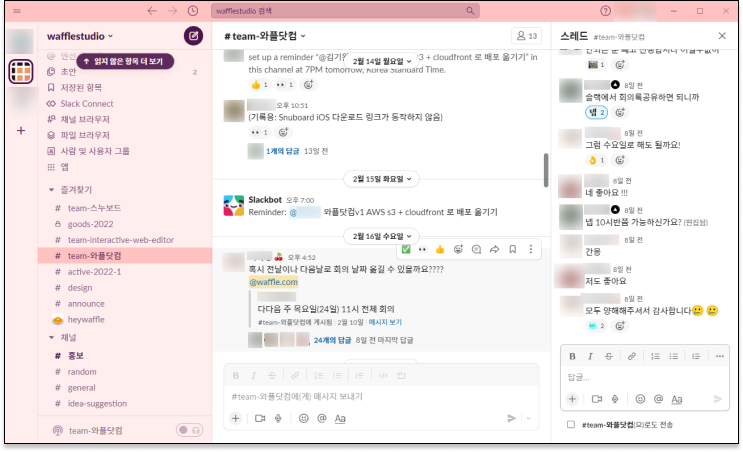 wafflestudio 검색
wafflestudio
읽지 않은 항목 더 보기
초안 2
저장된 항목
Slack Connect
채널 브라우저
파일 브라우저
사람 및 사용자 그룹
앱
즐겨찾기
# team-스누보드
goods-2022
# team-interactive-web-editor
# team-와플닷컴
# active-2022-1
# design
# announce
heywaffle
채널
# 홍보
# random
# general
# idea-suggestion
team-와플닷컴
# team-와플닷컴
13
set up a reminder "@김기완 s3 + cloudfront 로 배포 옮기기" in
2월 14일 월요일
this channel at 7PM tomorrow, Korea Standard Time.
1 1
오후 10:51
(기록용: Snuboard iOS 다운로드 링크가 동작하지 않음)
1
1개의 답글 13일 전
2월 15일 화요일
Slackbot 오후 7:00
Reminder: @ 와플닷컴v1 AWS s3 + cloudfront 로 배포 옮기기
2월 16일 수요일
오후 4:52
혹시 전날이나 다음날로 회의 날짜 옮길 수 있을까요????
@waffle.com
다다음 주 목요일(24일) 11시 전체 회의
#team-와플닷컴에 게시됨 | 2월 10일 | 메시지 보기
24개의 답글 8일 전 마지막 답글
B I S
#team-와플닷컴에(게) 메시지 보내기
Aa
스레드 #team-와플닷컴
1
8일 전
슬랙에서 회의록공유하면 되니까
넵 2
8일 전
그럼 수요일로 해도 될까요!
1
8일 전
네 좋아요 !!!
8일 전
넵 10시반쯤 가능하신가요? (편집됨)
8일 전
간응
8일 전
저도 좋아요
8일 전
모두 양해해주셔서 감사합니다
2
B I S
답글...
Aa
#team-와플닷컴(으)로도 전송